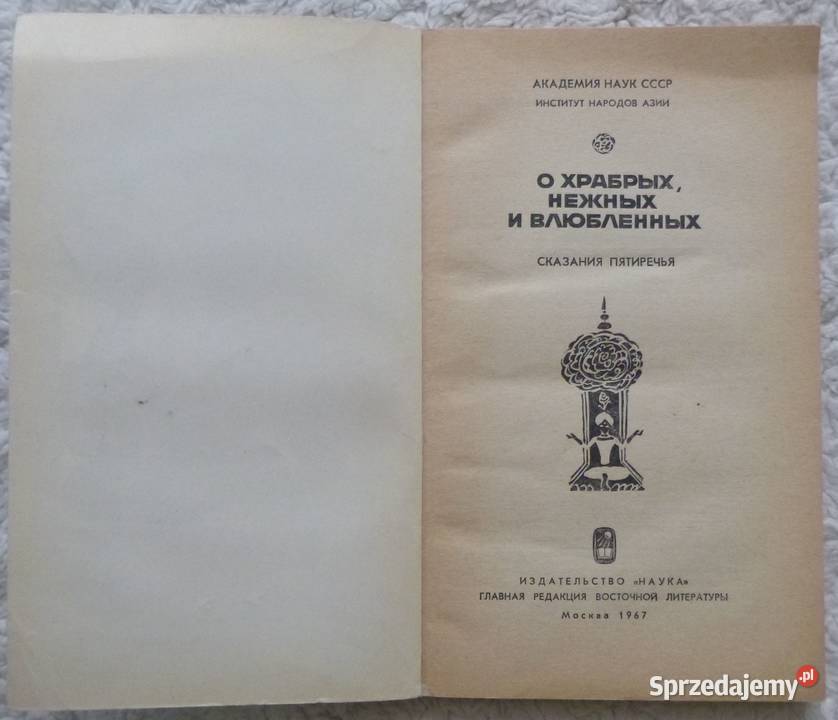 АКАДЕМИЯ НАУК СССР
ИНСТИТУТ НАРОДОВ АЗИИ
О ХРАБРЫХ,
НЕЖНЫХ
И ВЛЮБЛЕННЫХ
СКАЗАНИЯ ПЯТИРЕЧЬЯ
ИЗДАТЕЛЬСТВО «НАУКА»
ГЛАВНАЯ РЕДАКЦИЯ ВОСТОЧНОЙ ЛИТЕРАТУРЫ
Москва 1967
Sprzedajemy.pl